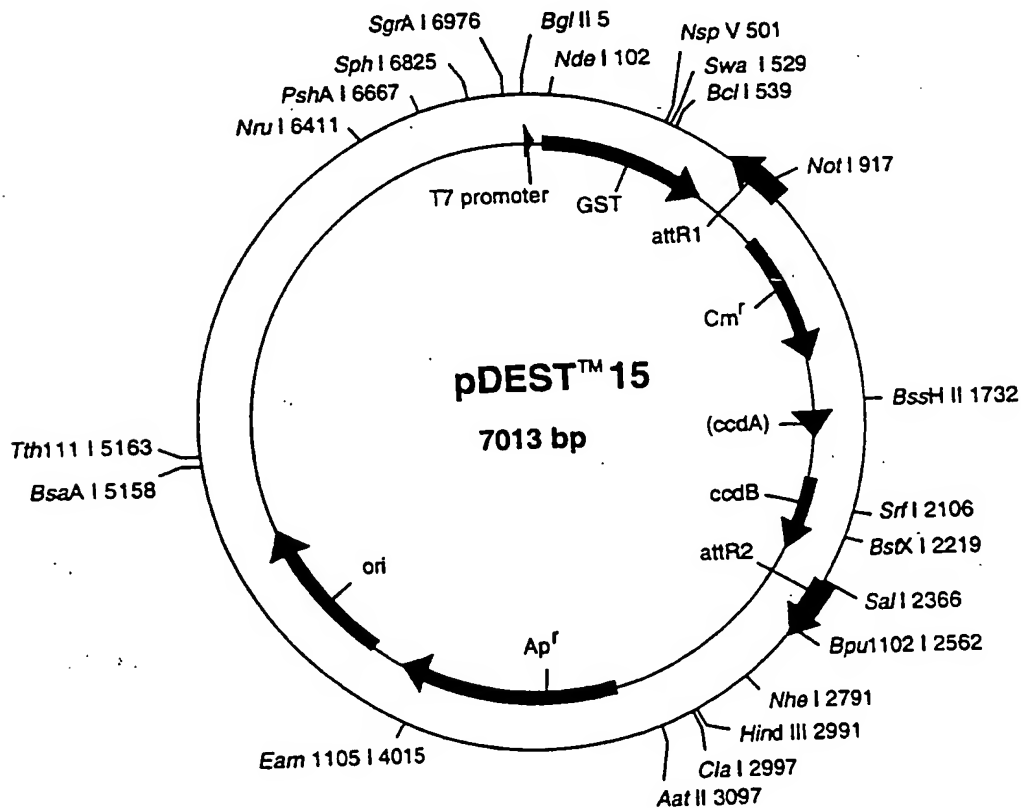 SgrA I 6976
Bgl II 5
Nsp V 501
Sph I 6825
Nde I 102
Swa I 529
PshA I 6667
Bcl I 539
Nru I 6411
Not I 917
T7 promoter
GST
attR1
Cm^r
pDEST™ 15
7013 bp
BssH II 1732
(ccdA)
Tth111 I 5163
BsaA I 5158
ccdB
Srf I 2106
BstX I 2219
attR2
ori
Sal I 2366
Bpu1102 I 2562
Ap^r
Nhe I 2791
Eam 1105 I 4015
Hind III 2991
Cla I 2997
Aat II 3097